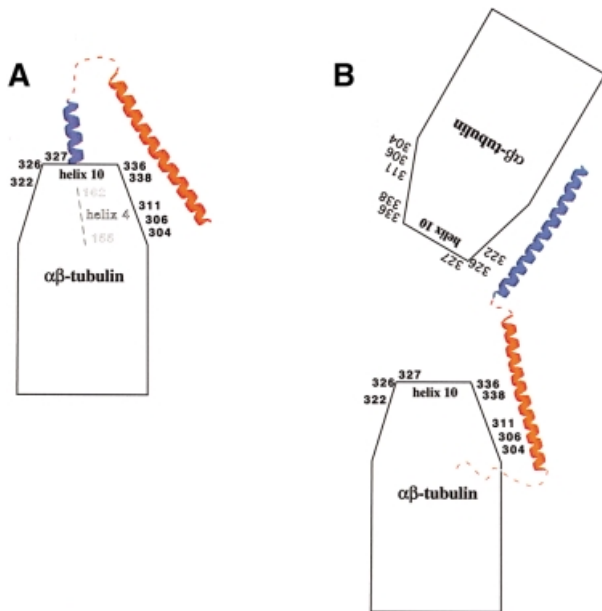 A
326 327 336
322 helix 10 338
162
helix 4 311
306
166 304
αβ-tubulin
B
αβ-tubulin
304
306
311
338
336
helix 10
327
326
322
326 327 336
322 helix 10 338
311
306
304
αβ-tubulin